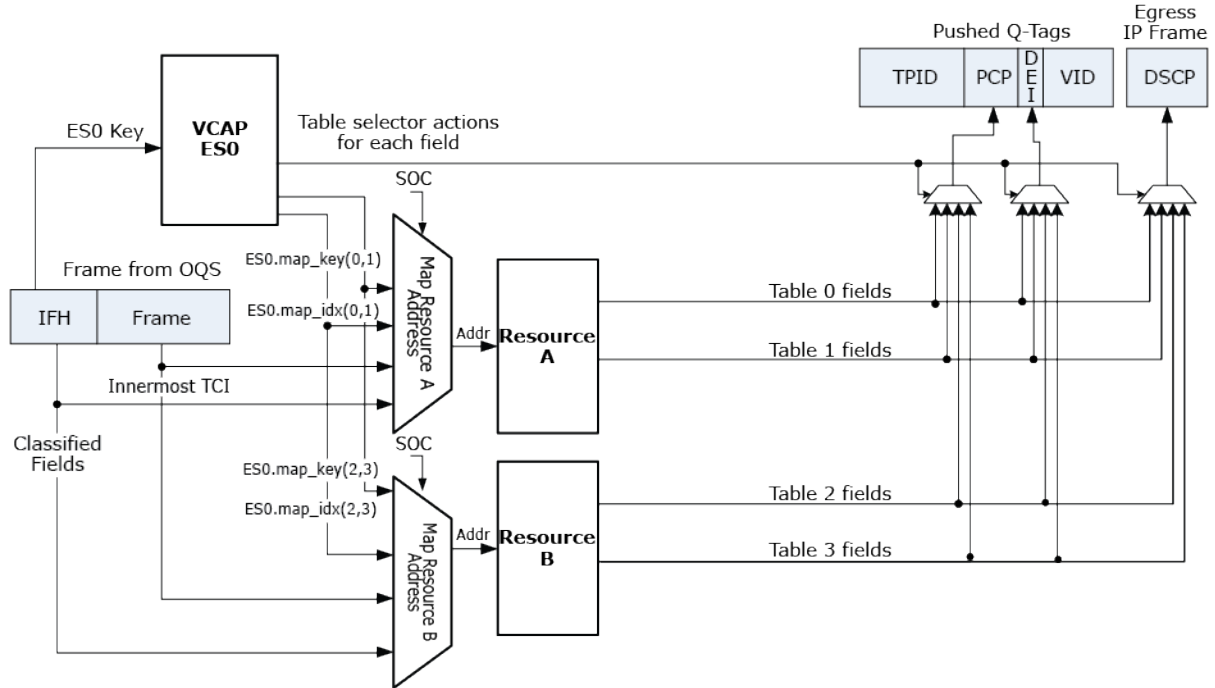 Egress
IP Frame
Pushed Q-Tags
TPID
PCP
D
E
I
VID
DSCP
VCAP
ES0
ES0 Key
Table selector actions
for each field
SOC
Frame from OQS
IFH
Frame
ES0.map_key(0,1)
ES0.map_idx(0,1)
Map Resource A
Address
Addr
Resource
A
Table 0 fields
Table 1 fields
Innermost TCI
Classified
Fields
SOC
ES0.map_key(2,3)
ES0.map_idx(2,3)
Map Resource B
Address
Addr
Resource
B
Table 2 fields
Table 3 fields